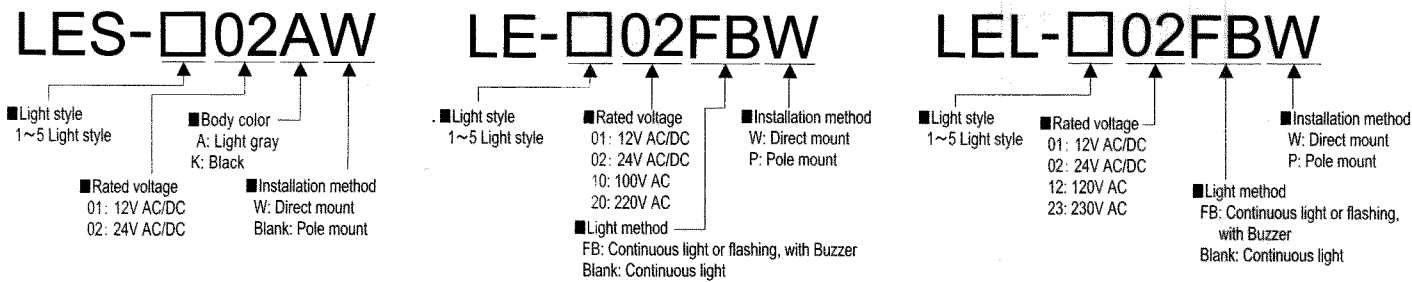 LES-□02AW
■Light style
1～5 Light style
■Rated voltage
01: 12V AC/DC
02: 24V AC/DC
■Body color
A: Light gray
K: Black
■Installation method
W: Direct mount
Blank: Pole mount
LE-□02FBW
■Light style
1～5 Light style
■Rated voltage
01: 12V AC/DC
02: 24V AC/DC
10: 100V AC
20: 220V AC
■Light method
FB: Continuous light or flashing, with Buzzer
Blank: Continuous light
■Installation method
W: Direct mount
P: Pole mount
LEL-□02FBW
■Light style
1～5 Light style
■Rated voltage
01: 12V AC/DC
02: 24V AC/DC
12: 120V AC
23: 230V AC
■Light method
FB: Continuous light or flashing,
with Buzzer
Blank: Continuous light
■Installation method
W: Direct mount
P: Pole mount